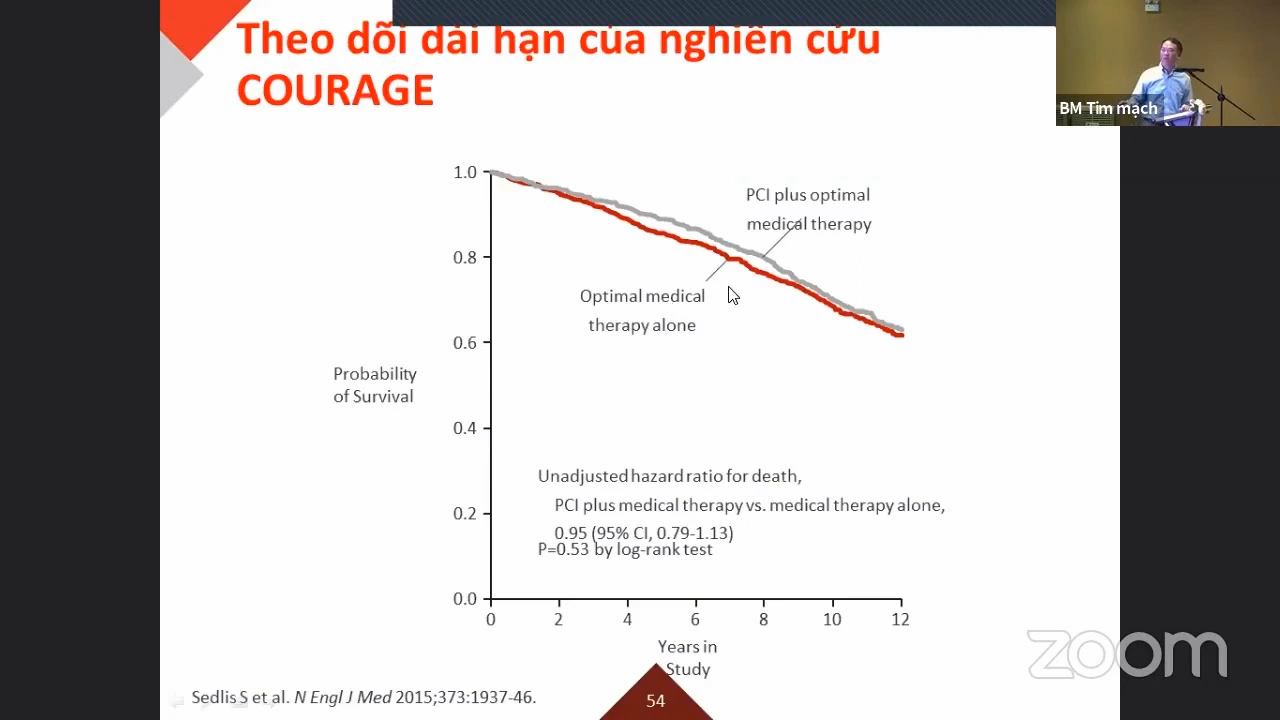 Theo dõi dài hạn của nghiên cứu
COURAGE
BM Tim mạch
1.0
0.8
0.6
0.4
0.2
0.0
PCI plus optimal
medical therapy
Optimal medical
therapy alone
Probability
of Survival
Unadjusted hazard ratio for death,
PCI plus medical therapy vs. medical therapy alone,
0.95 (95% CI, 0.79-1.13)
P=0.53 by log-rank test
0 2 4 6 8 10 12
Years in
Study
Sedlis S et al. N Engl J Med 2015;373:1937-46.
54
zoom